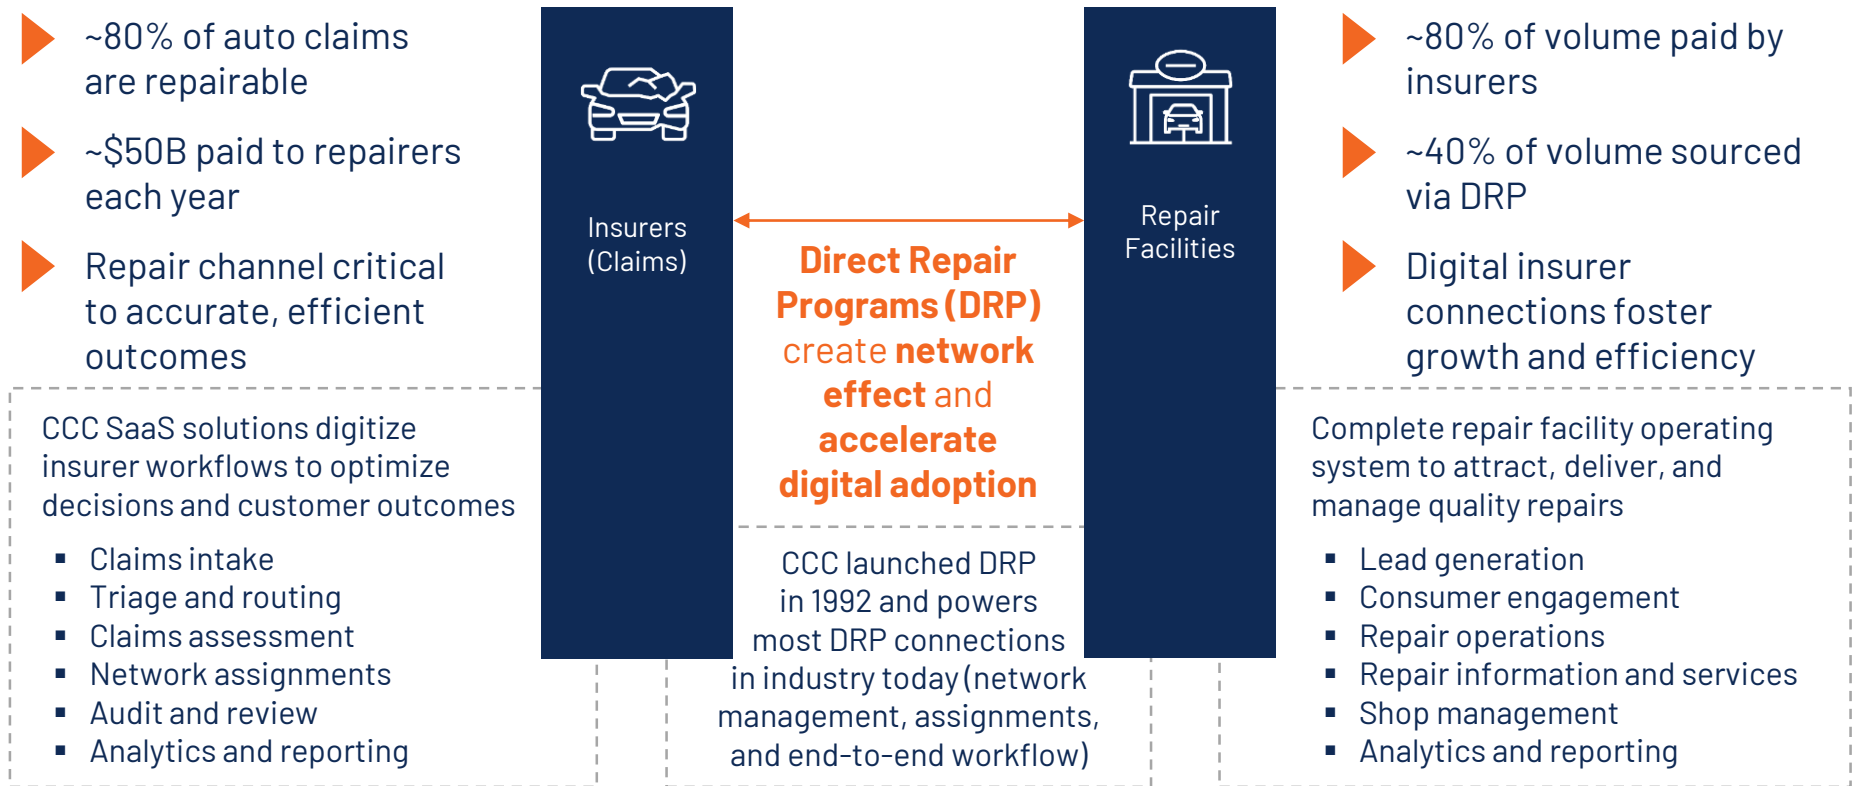 ~80% of auto claims
are repairable
~$50B paid to repairers
each year
Repair channel critical
to accurate, efficient
outcomes
CCC SaaS solutions digitize
insurer workflows to optimize
decisions and customer outcomes
▪ Claims intake
▪ Triage and routing
▪ Claims assessment
▪ Network assignments
▪ Audit and review
▪ Analytics and reporting
Insurers
(Claims)
Direct Repair
Programs (DRP)
create network
effect and
accelerate
digital adoption
CCC launched DRP
in 1992 and powers
most DRP connections
in industry today (network
management, assignments,
and end-to-end workflow)
Repair
Facilities
~80% of volume paid by
insurers
~40% of volume sourced
via DRP
Digital insurer
connections foster
growth and efficiency
Complete repair facility operating
system to attract, deliver, and
manage quality repairs
▪ Lead generation
▪ Consumer engagement
▪ Repair operations
▪ Repair information and services
▪ Shop management
▪ Analytics and reporting